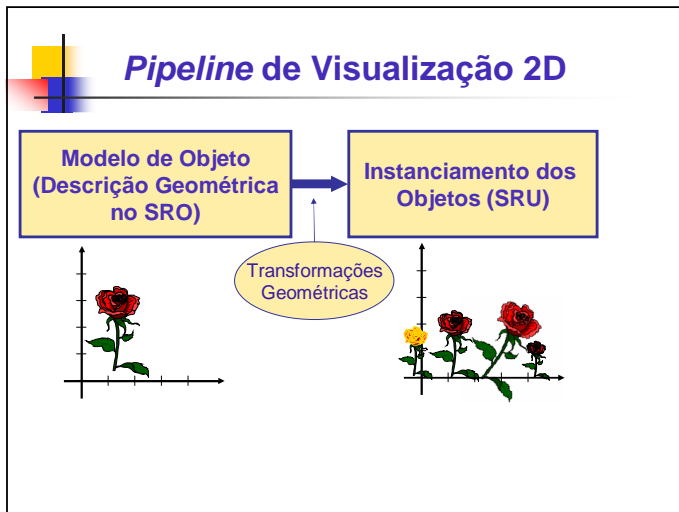 Pipeline de Visualização 2D
Modelo de Objeto
(Descrição Geométrica
no SRO)
Instanciamento dos
Objetos (SRU)
Transformações
Geométricas